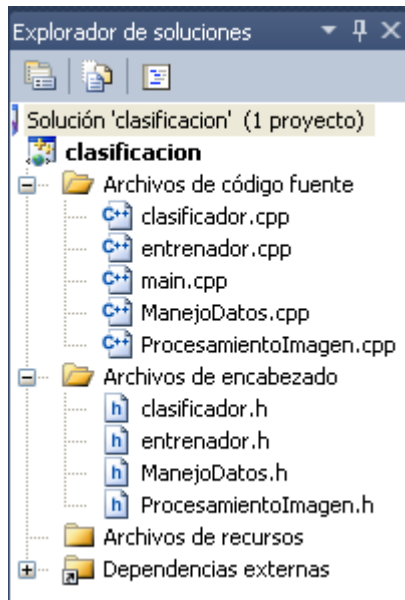 Explorador de soluciones
Solución 'clasificacion' (1 proyecto)
clasificacion
Archivos de código fuente
C++ clasificador.cpp
C++ entrenador.cpp
C++ main.cpp
C++ ManejoDatos.cpp
C++ ProcesamientoImagen.cpp
Archivos de encabezado
h clasificador.h
h entrenador.h
h ManejoDatos.h
h ProcesamientoImagen.h
Archivos de recursos
Dependencias externas